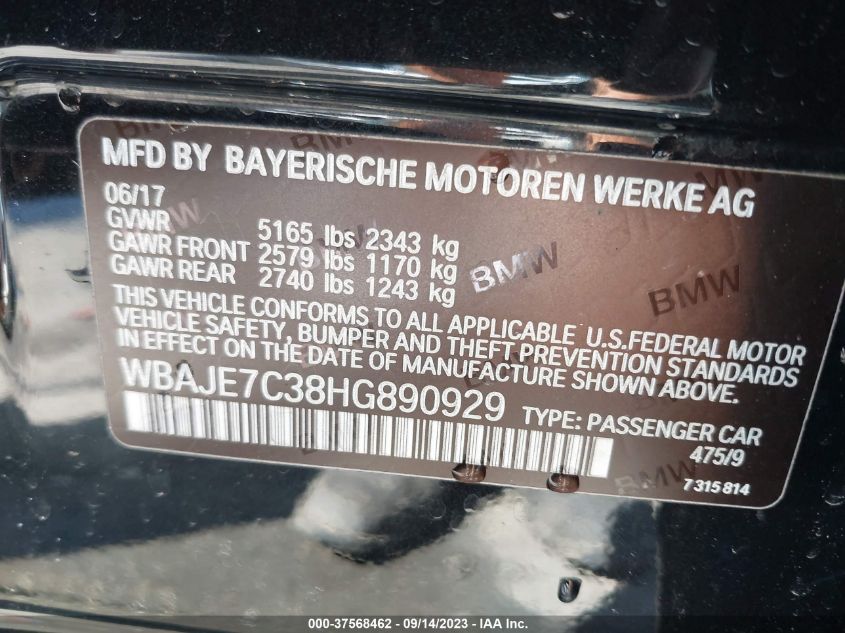 MFD BY BAYERISCHE MOTOREN WERKE AG
06/17
GVWR 5165 lbs 2343 kg
GAWR FRONT 2579 lbs 1170 kg
GAWR REAR 2740 lbs 1243 kg
THIS VEHICLE CONFORMS TO ALL APPLICABLE U.S.FEDERAL MOTOR
VEHICLE SAFETY, BUMPER AND THEFT PREVENTION STANDARDS
IN EFFECT ON THE DATE OF MANUFACTURE SHOWN ABOVE.
WBAJE7C38HG890929 TYPE: PASSENGER CAR
475/9
7 315 814
BMW
BMW
000-37568462 - 09/14/2023 - IAA Inc.